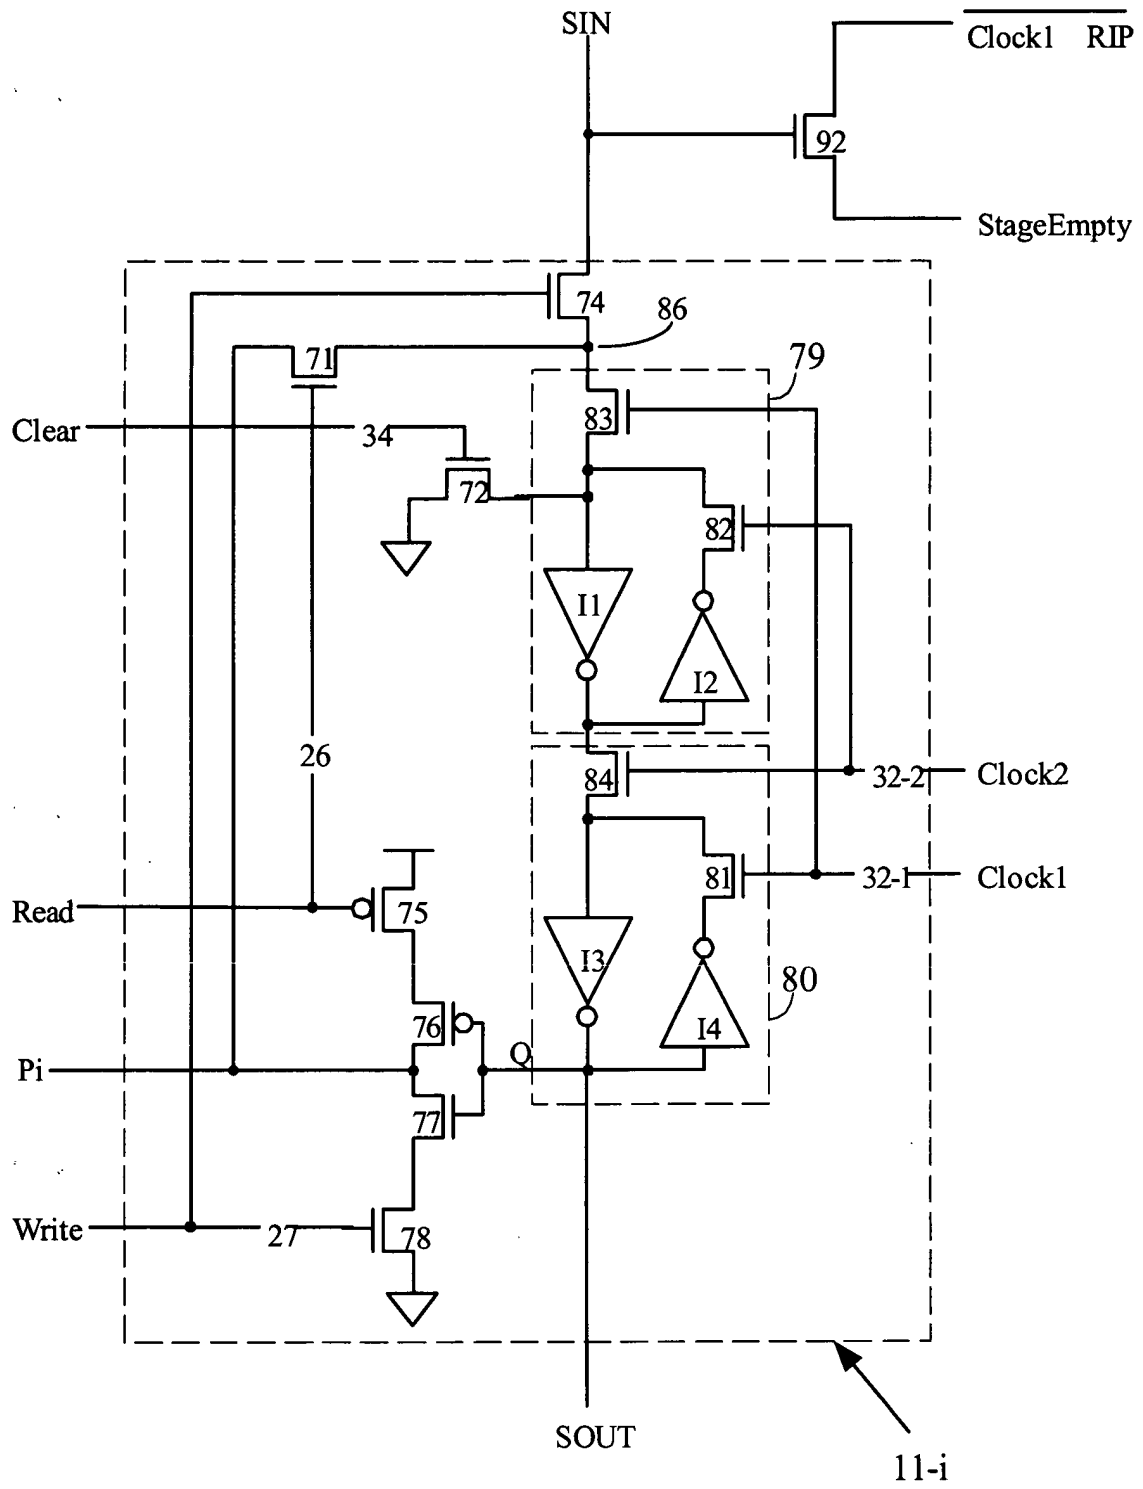 SIN
Clock1 RIP
92
StageEmpty
74
86
71
79
83
Clear
34
72
82
I1
I2
26
84
32-2
Clock2
81
32-1
Clock1
Read
75
I3
80
76
I4
Q
Pi
77
Write
27
78
SOUT
11-i